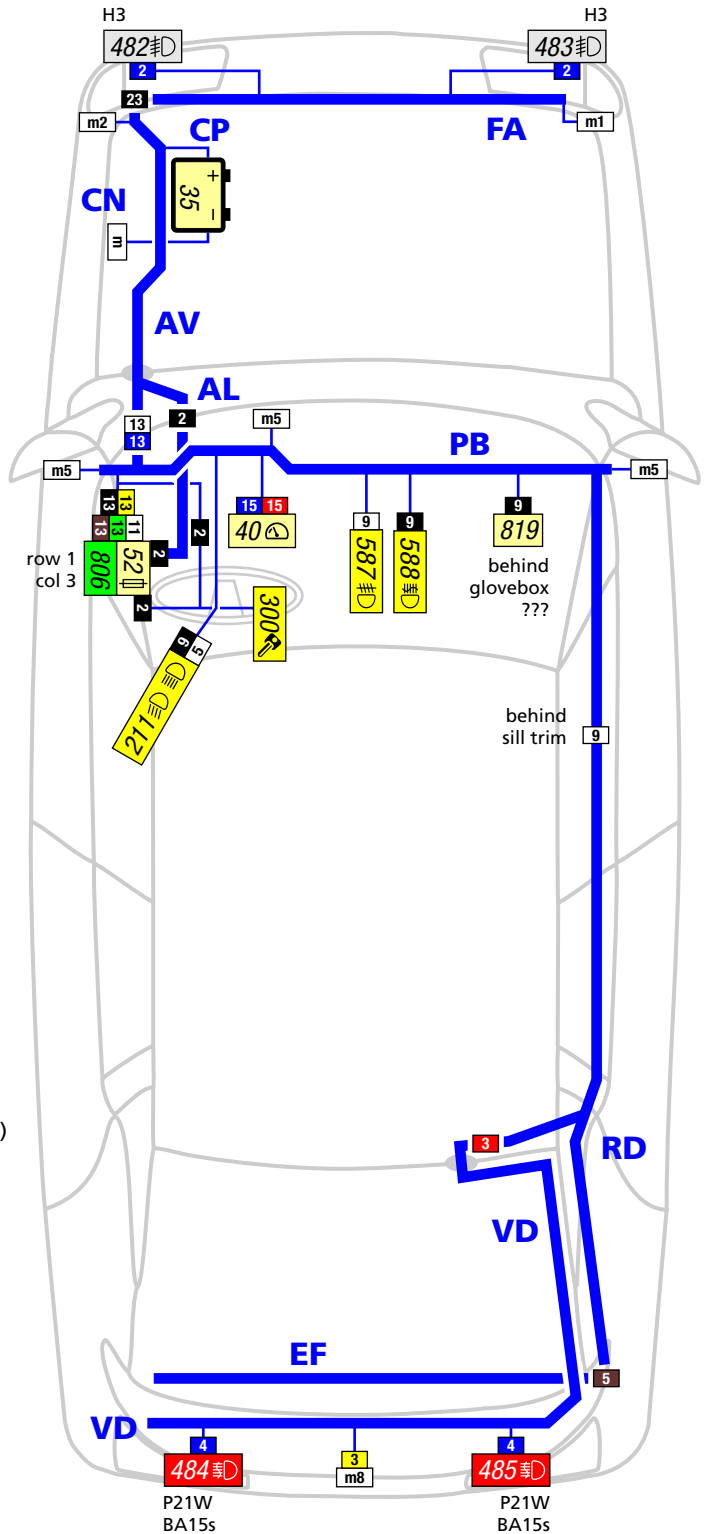 H3
H3
482
483
2
2
23
m2
m1
CP
FA
+
35
−
CN
m
AV
AL
2
13
13
m5
PB
m5
m5
13
13
13
13
11
2
2
15
15
9
9
9
row 1
col 3
806
52
2
40
587
588
819
behind
glovebox
???
300
9
5
211
behind
sill trim
9
)
3
RD
VD
EF
5
VD
4
3
4
484
m8
485
P21W
BA15s
P21W
BA15s